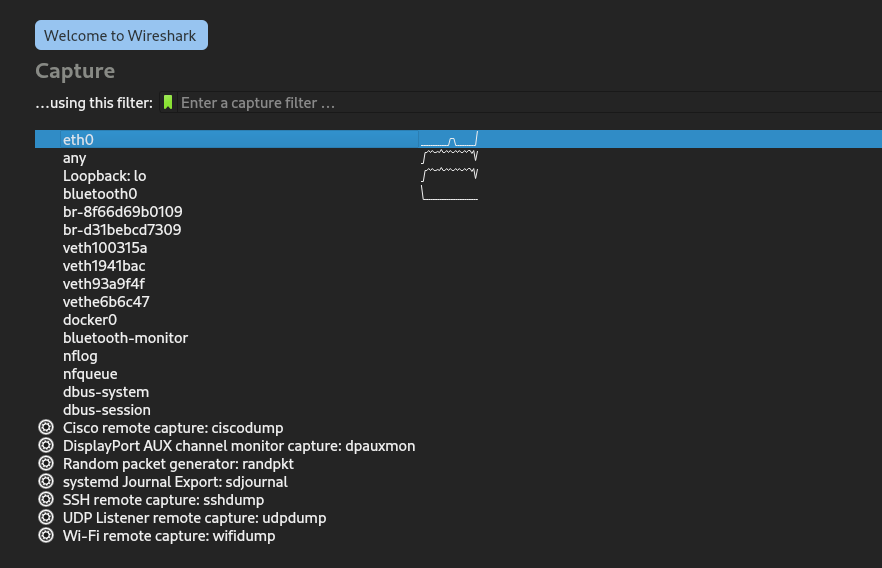 Welcome to Wireshark
Capture
...using this filter: Enter a capture filter ...
eth0
any
Loopback: lo
bluetooth0
br-8f66d69b0109
br-d31bebcd7309
veth100315a
veth1941bac
veth93a9f4f
vethe6b6c47
docker0
bluetooth-monitor
nflog
nfqueue
dbus-system
dbus-session
Cisco remote capture: ciscodump
DisplayPort AUX channel monitor capture: dpauxmon
Random packet generator: randpkt
systemd Journal Export: sdjournal
SSH remote capture: sshdump
UDP Listener remote capture: udpdump
Wi-Fi remote capture: wifidump